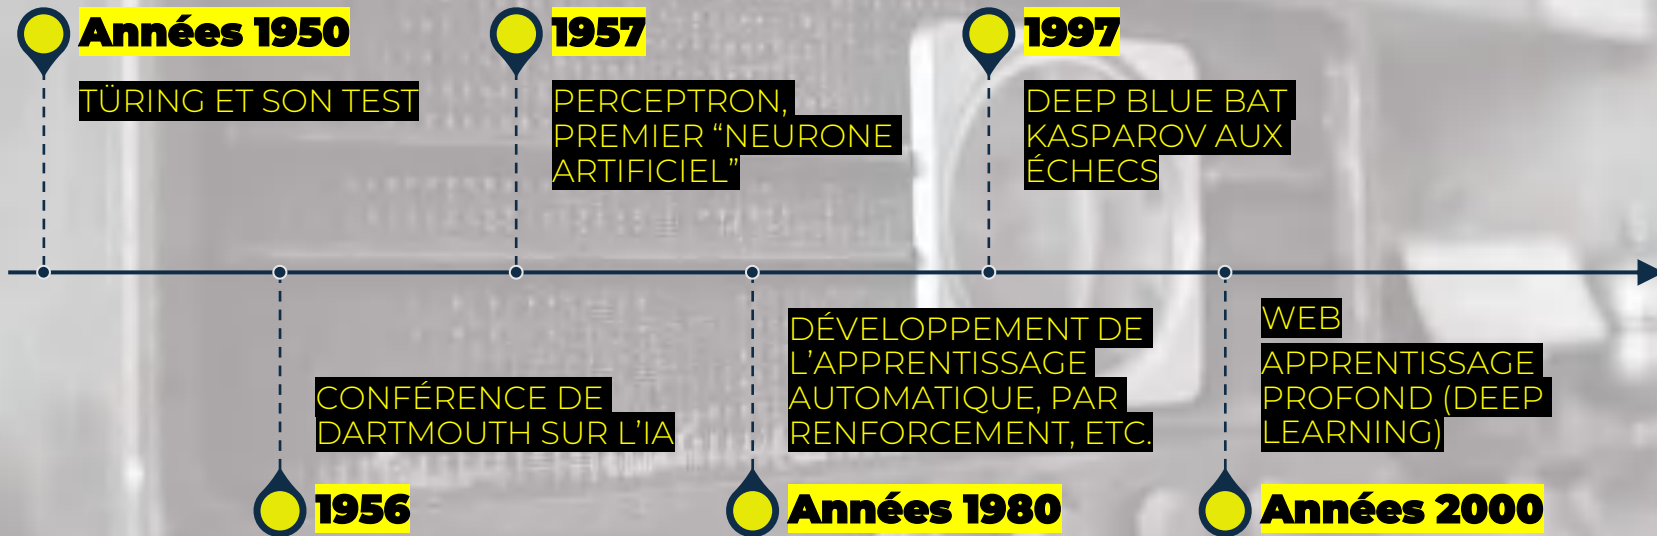 Années 1950
TÜRING ET SON TEST
1956
CONFÉRENCE DE
DARTMOUTH SUR L’IA
1957
PERCEPTRON,
PREMIER “NEURONE
ARTIFICIEL”
Années 1980
DÉVELOPPEMENT DE
L’APPRENTISSAGE
AUTOMATIQUE, PAR
RENFORCEMENT, ETC.
1997
DEEP BLUE BAT
KASPAROV AUX
ÉCHECS
Années 2000
WEB
APPRENTISSAGE
PROFOND (DEEP
LEARNING)